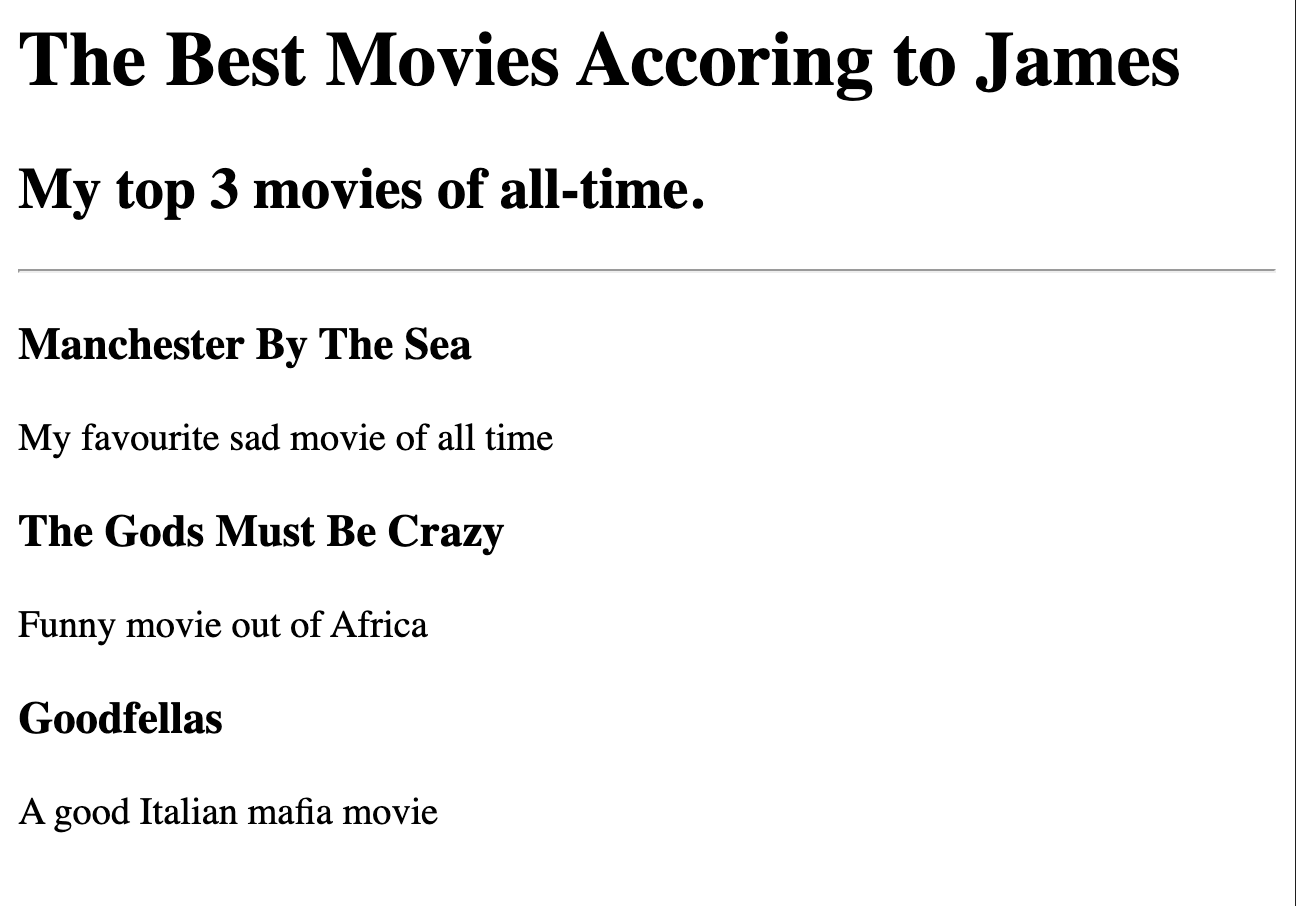 The Best Movies Accoring to James
My top 3 movies of all-time.
Manchester By The Sea
My favourite sad movie of all time
The Gods Must Be Crazy
Funny movie out of Africa
Goodfellas
A good Italian mafia movie